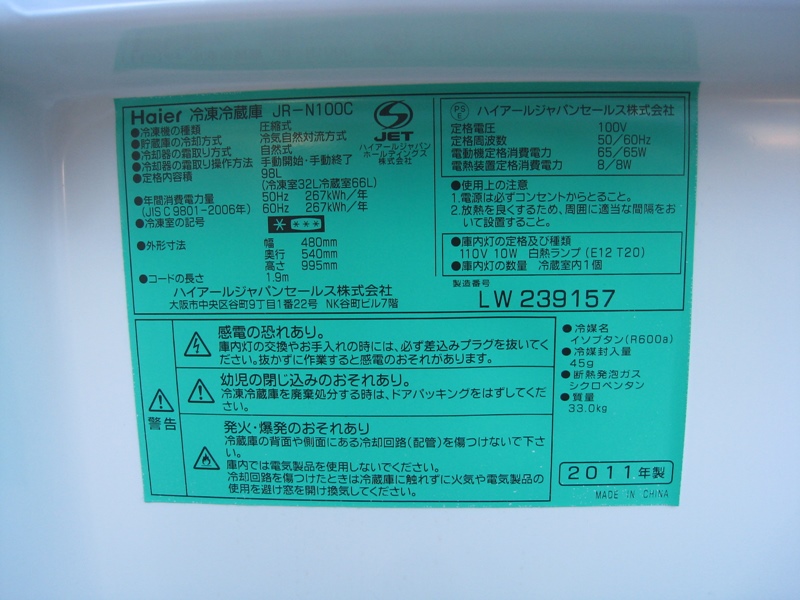 Haier 冷凍冷蔵庫 JR-N100C
●冷凍機の種類 圧縮式
●貯蔵庫の冷却方式 冷気自然対流方式
●冷却器の霜取り方式 自然式
●冷却器の霜取り操作方法 手動開始・手動終了
●定格内容積 98L
(冷凍室32L冷蔵室66L)
●年間消費電力量 50Hz 267kWh/年
(JIS C 9801-2006年) 60Hz 267kWh/年
●冷凍室の記号
●外形寸法 幅 480mm
奥行 540mm
高さ 995mm
●コードの長さ 1.9m
ハイアールジャパンセールス株式会社
大阪市中央区谷町9丁目1番22号 NK谷町ビル7階
S
JET
ハイアールジャパン
ホールディングス
株式会社
PS
E ハイアールジャパンセールス株式会社
定格電圧 100V
定格周波数 50/60Hz
電動機定格消費電力 65/65W
電熱装置定格消費電力 8/8W
●使用上の注意
1.電源は必ずコンセントからとること。
2.放熱を良くするため、周囲に適当な間隔をお
いて設置すること。
●庫内灯の定格及び種類
110V 10W 白熱ランプ(E12 T20)
●庫内灯の数量 冷蔵室内1個
製造番号
LW 239157
警告
感電の恐れあり。
庫内灯の交換やお手入れの時には、必ず差込みプラグを抜いてく
ださい。抜かずに作業すると感電のおそれがあります。
幼児の閉じ込みのおそれあり。
冷凍冷蔵庫を廃棄処分する時は、ドアパッキングをはずしてくださ
い。
発火・爆発のおそれあり
冷蔵庫の背面や側面にある冷却回路(配管)を傷つけないで下さ
い。
庫内では電気製品を使用しないでください。
冷却回路を傷つけたときは冷蔵庫に触れずに火気や電気製品の
使用を避け窓を開け換気してください。
●冷媒名
イソブタン(R600a)
●冷媒封入量
45g
●断熱発泡ガス
シクロペンタン
●質量
33.0kg
2011年製
MADE IN CHINA